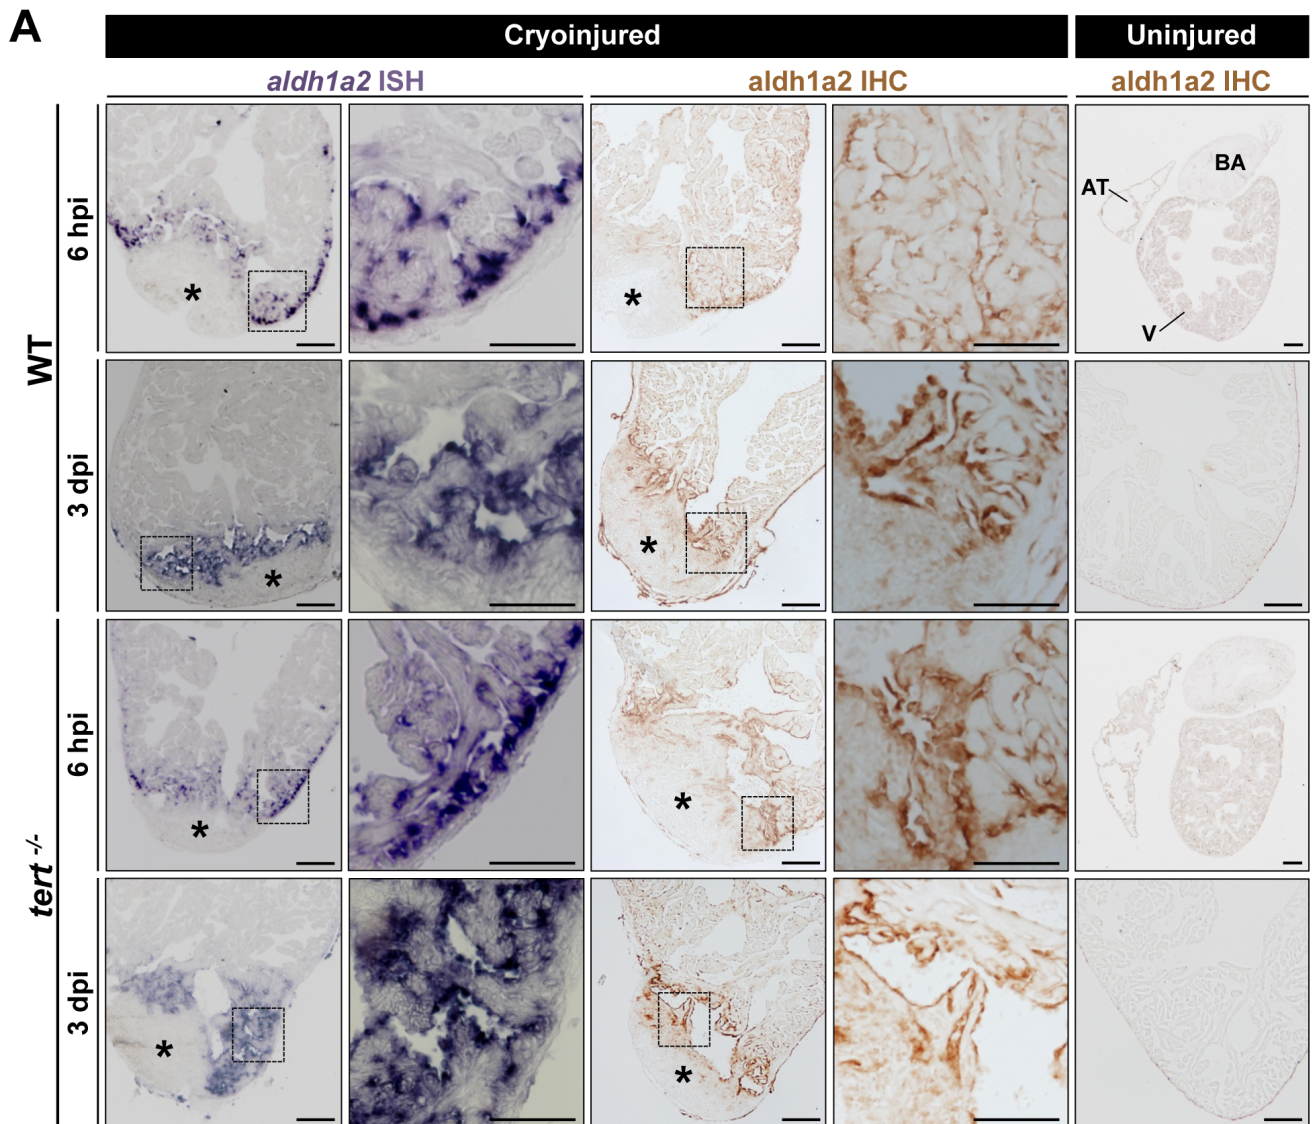 A
Cryoinjured
Uninjured
aldh1a2 ISH
aldh1a2 IHC
aldh1a2 IHC
WT
6 hpi
*
*
AT
BA
V
3 dpi
*
*
tert -/-
6 hpi
*
*
3 dpi
*
*